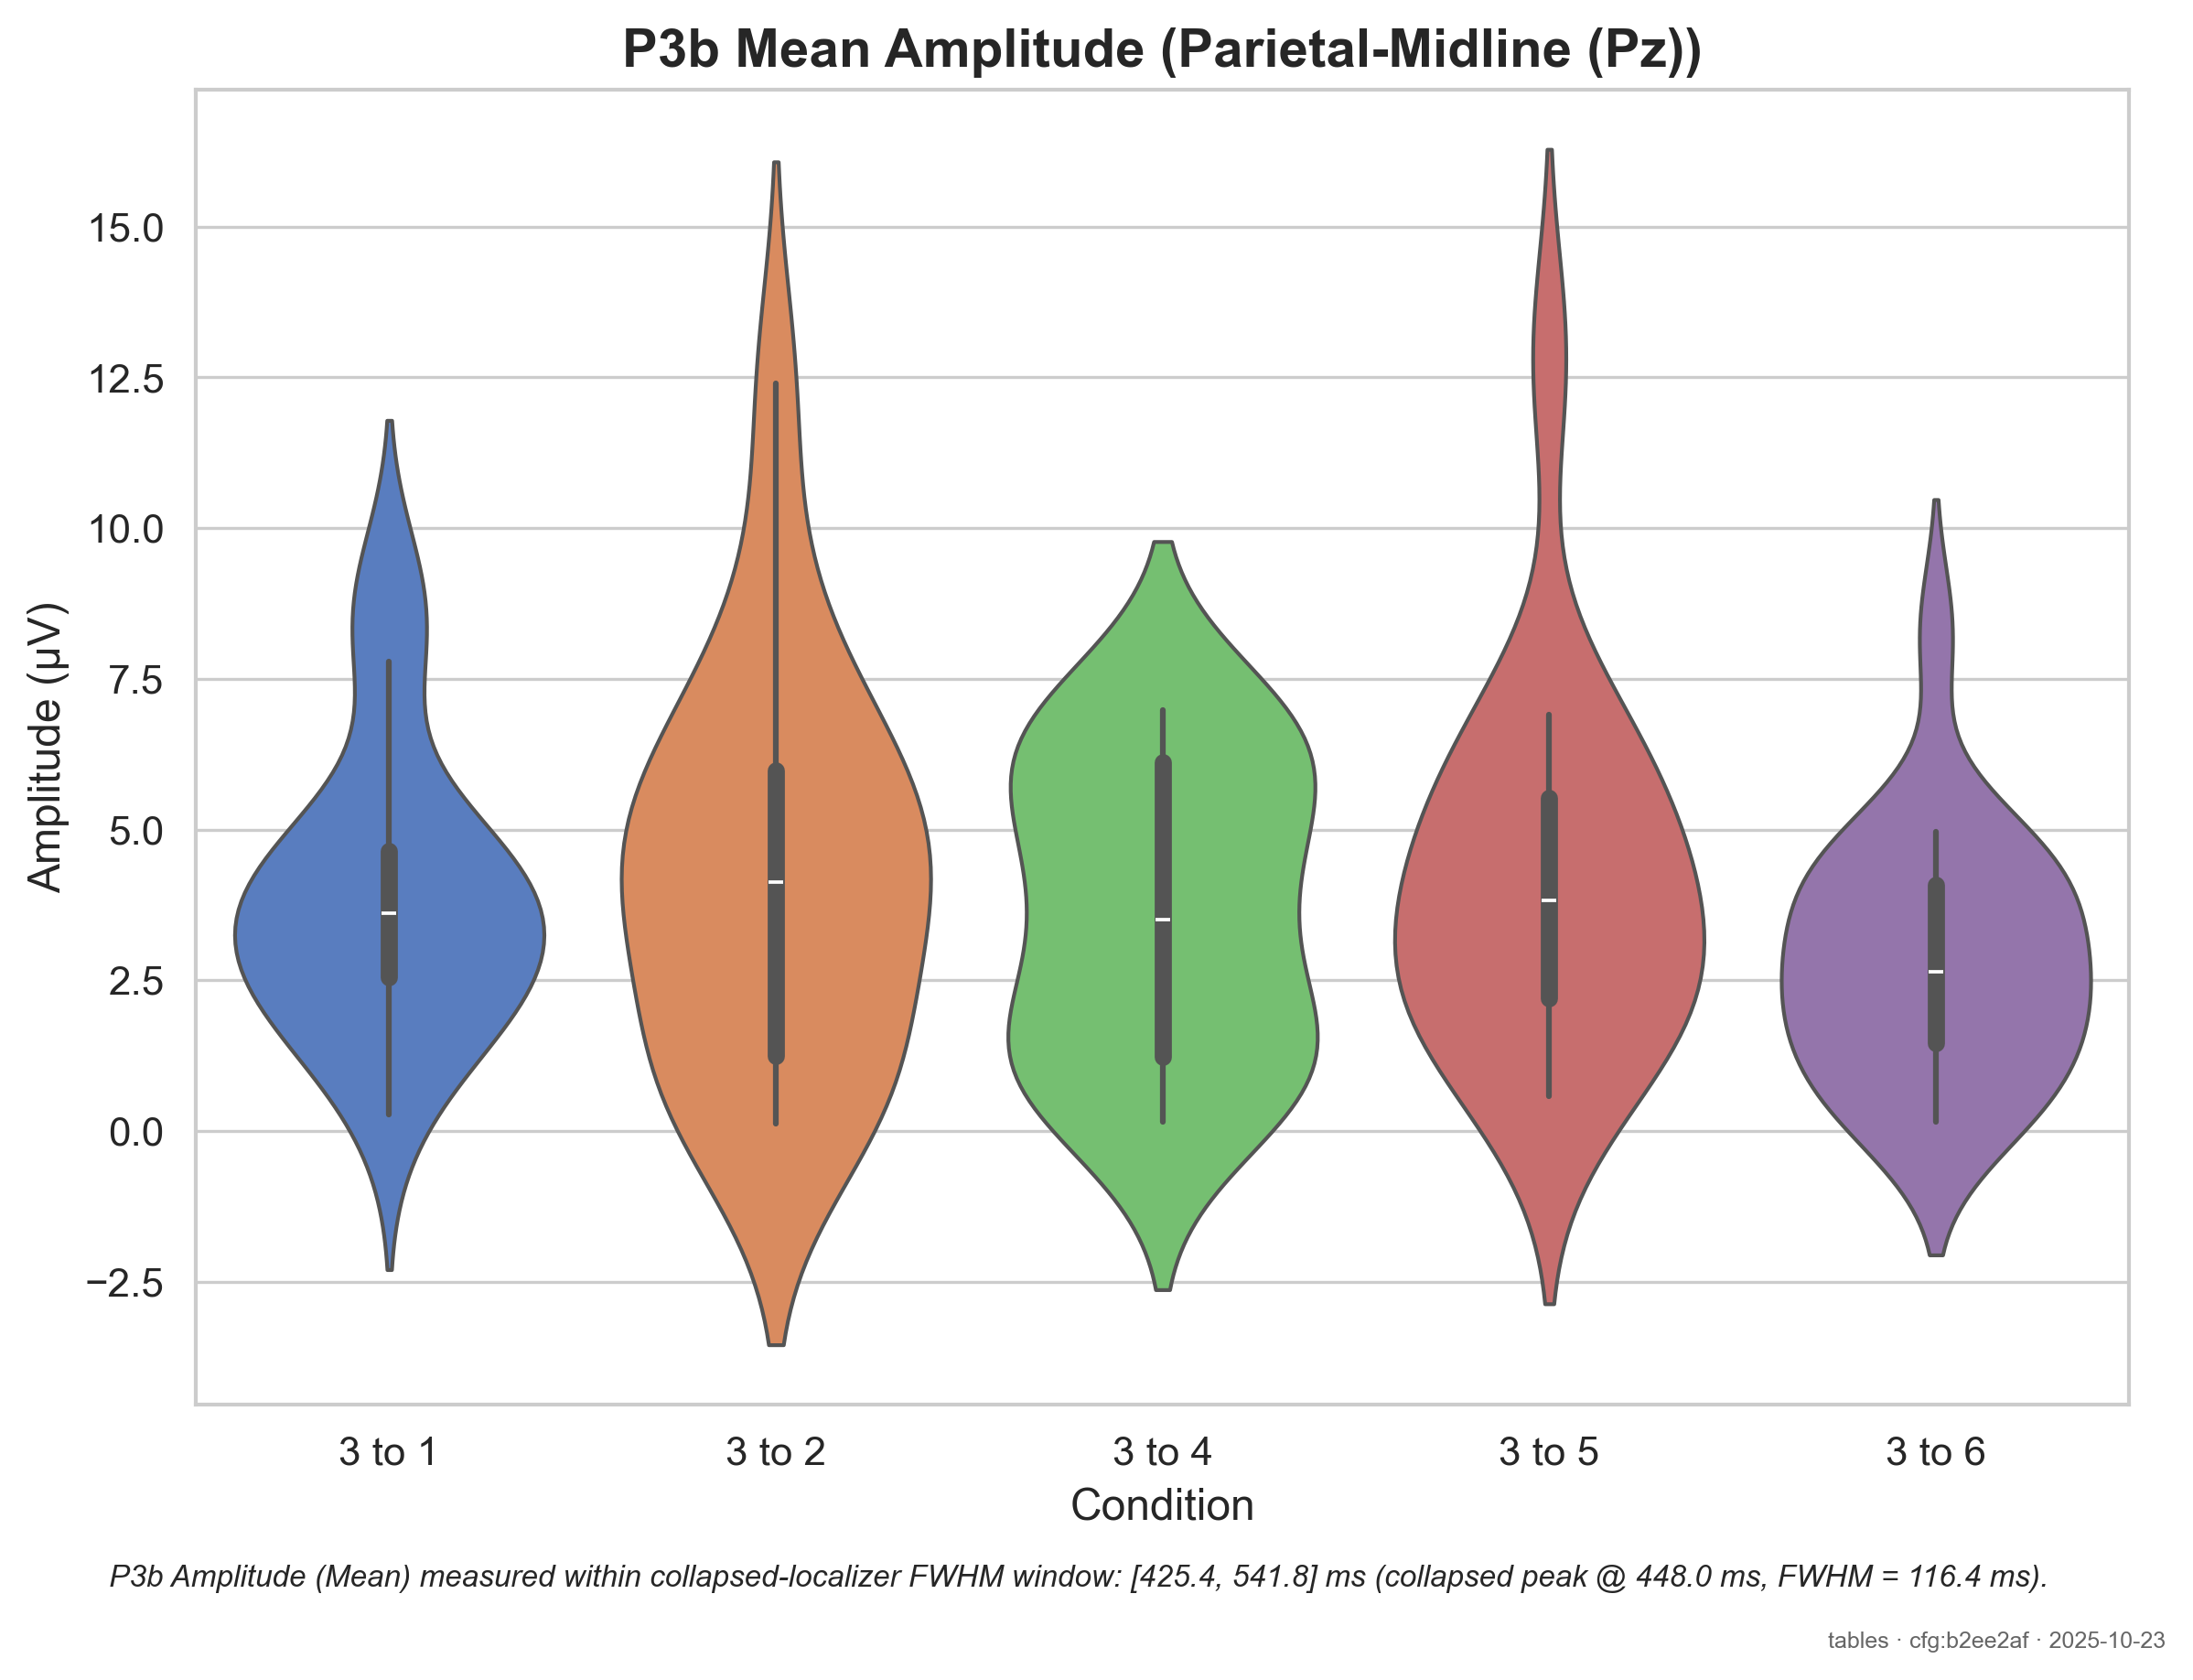 P3b Mean Amplitude (Parietal-Midline (Pz))
Amplitude (µV)
15.0
12.5
10.0
7.5
5.0
2.5
0.0
−2.5
3 to 1
3 to 2
3 to 4
3 to 5
3 to 6
Condition
P3b Amplitude (Mean) measured within collapsed-localizer FWHM window: [425.4, 541.8] ms (collapsed peak @ 448.0 ms, FWHM = 116.4 ms).
tables · cfg:b2ee2af · 2025-10-23